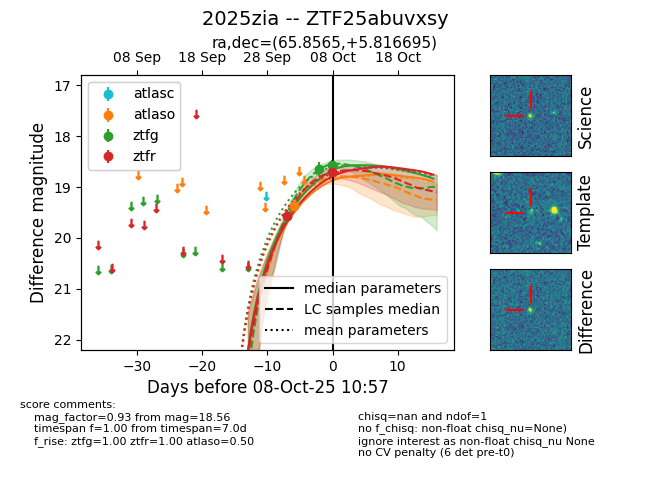 2025zia -- ZTF25abuvxsy
ra,dec=(65.8565,+5.816695)
08 Sep 18 Sep 28 Sep 08 Oct 18 Oct
17
18
19
20
21
22
Difference magnitude
atlasc
atlaso
ztfg
ztfr
median parameters
LC samples median
mean parameters
−30 −20 −10 0 10
Days before 08-Oct-25 10:57
Science
Template
Difference
score comments:
mag_factor=0.93 from mag=18.56
timespan f=1.00 from timespan=7.0d
f_rise: ztfg=1.00 ztfr=1.00 atlaso=0.50
chisq=nan and ndof=1
no f_chisq: non-float chisq_nu=None)
ignore interest as non-float chisq_nu None
no CV penalty (6 det pre-t0)